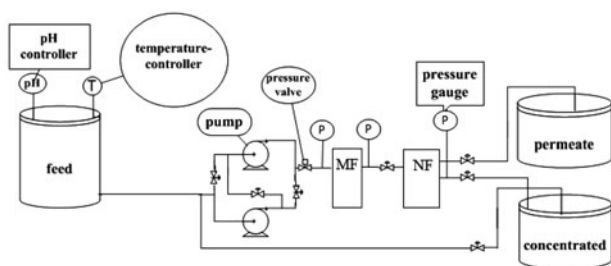 pH
controller
temperature-
controller
pH
T
feed
pump
pressure
valve
P
MF
P
NF
pressure
gauge
P
permeate
concentrated